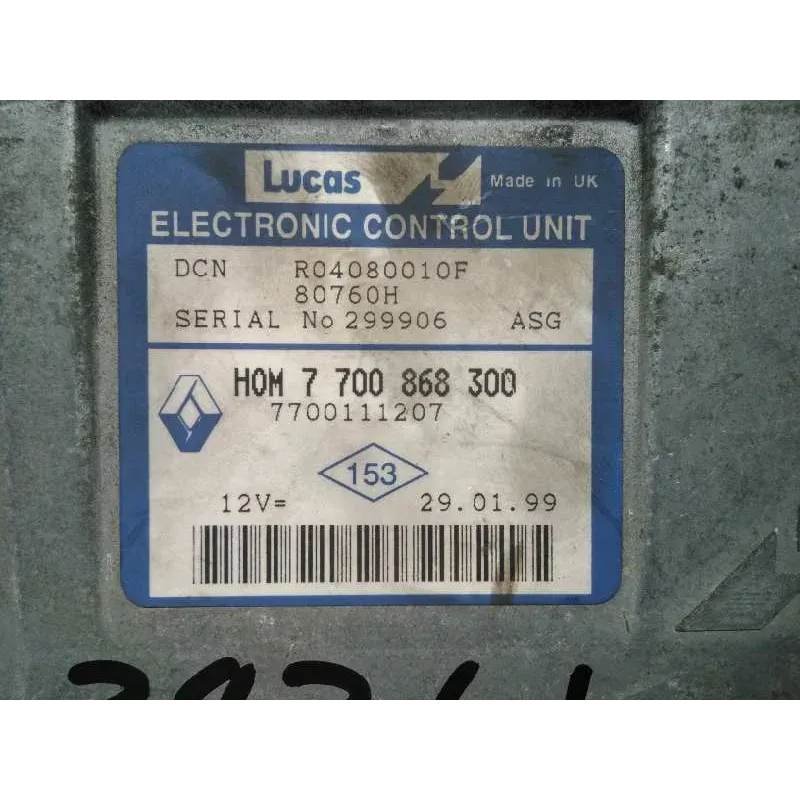 Lucas
Made in UK
ELECTRONIC CONTROL UNIT
DCN R04080010F
80760H
SERIAL No 299906 ASG
HOM 7 700 868 300
7700111207
153
12V= 29.01.99